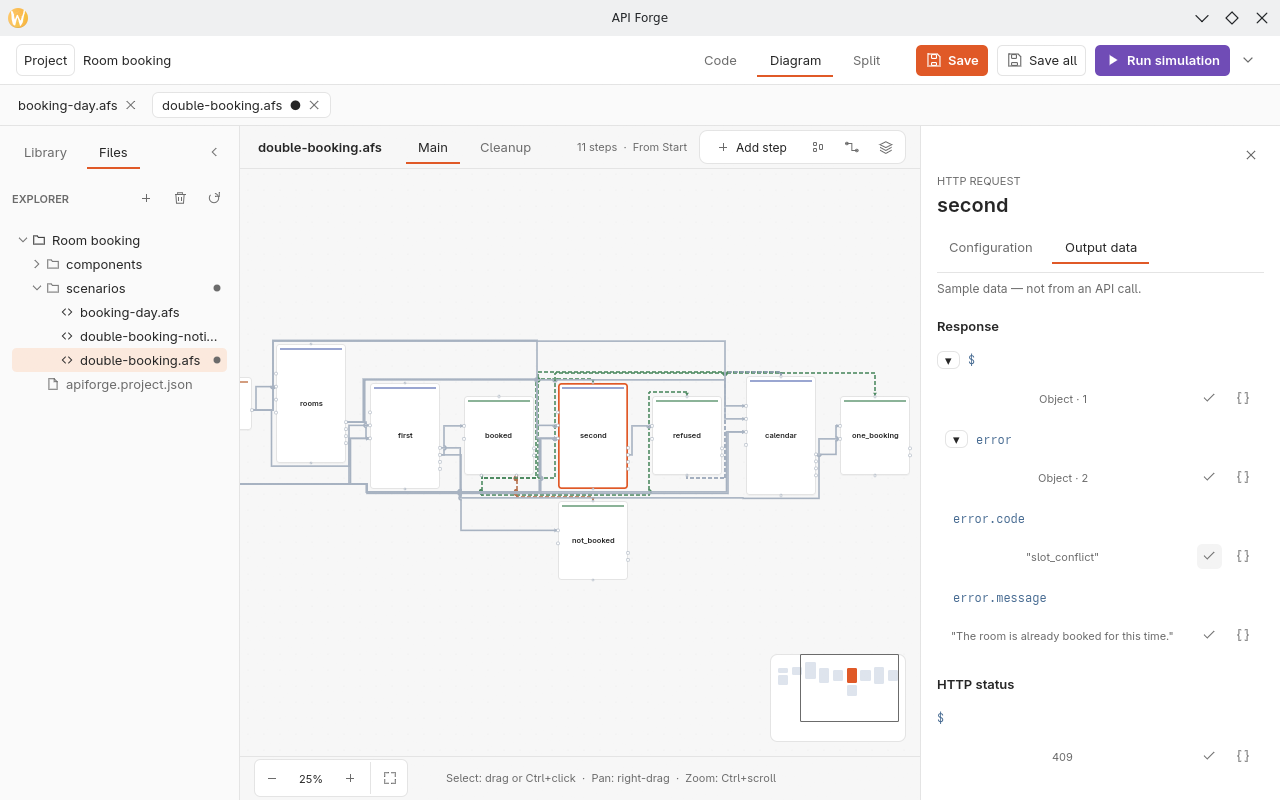 API Forge
Project
Room booking
Code
Diagram
Split
Save
Save all
Run simulation
booking-day.afs
double-booking.afs
Library
Files
EXPLORER
Room booking
components
scenarios
booking-day.afs
double-booking-noti...
double-booking.afs
apiforge.project.json
double-booking.afs
Main
Cleanup
11 steps · From Start
Add step
rooms
first
booked
second
refused
calendar
one_booking
not_booked
25%
Select: drag or Ctrl+click · Pan: right-drag · Zoom: Ctrl+scroll
HTTP REQUEST
second
Configuration
Output data
Sample data — not from an API call.
Response
$
Object · 1
error
Object · 2
error.code
"slot_conflict"
error.message
"The room is already booked for this time."
HTTP status
$
409